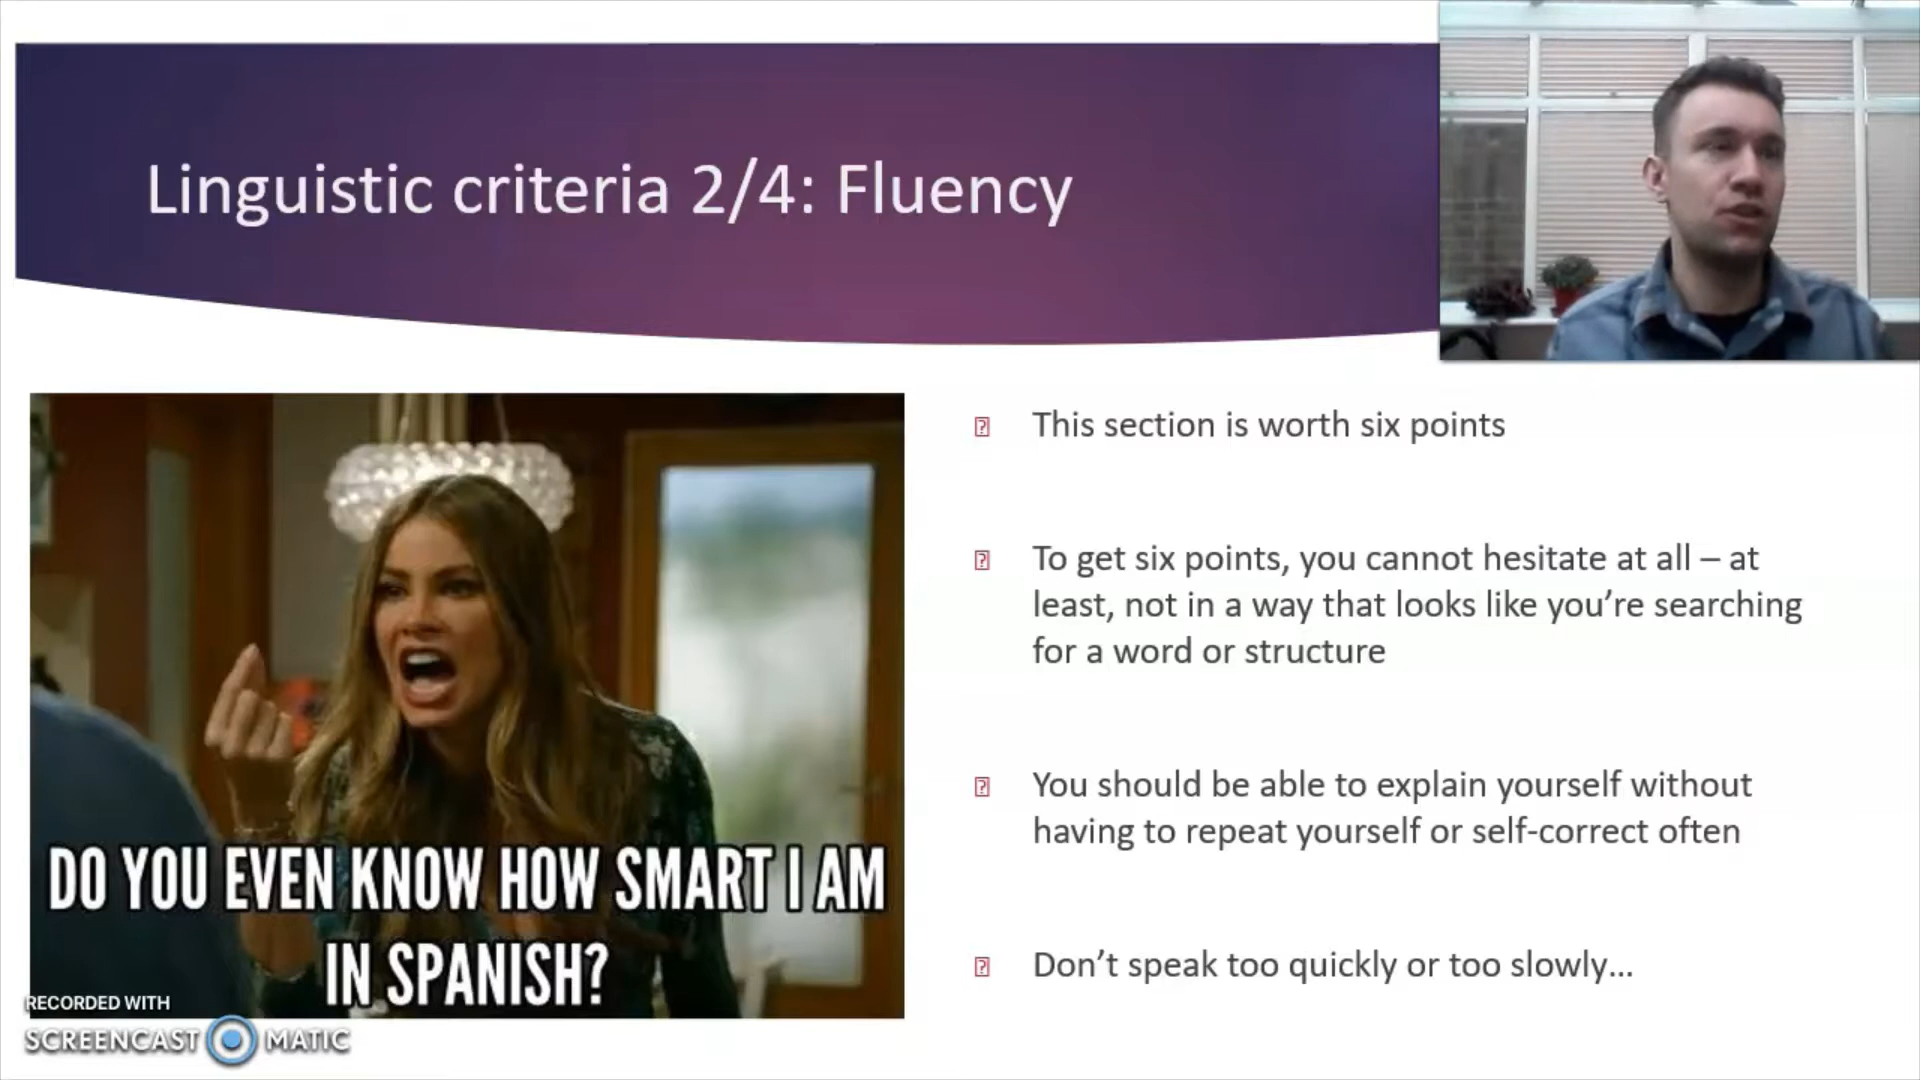 Linguistic criteria 2/4: Fluency
This section is worth six points
To get six points, you cannot hesitate at all – at
least, not in a way that looks like you’re searching
for a word or structure
You should be able to explain yourself without
having to repeat yourself or self-correct often
Don’t speak too quickly or too slowly…
DO YOU EVEN KNOW HOW SMART I AM
IN SPANISH?
RECORDED WITH
SCREENCAST MATIC